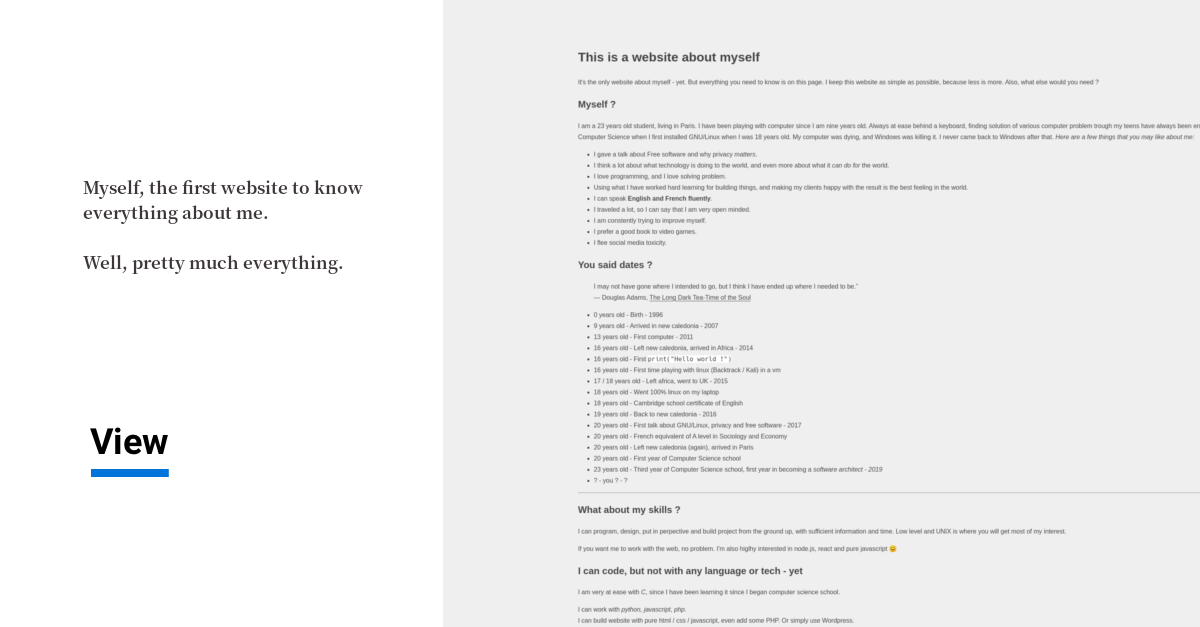 Myself, the first website to know
everything about me.
Well, pretty much everything.
View
This is a website about myself
It's the only website about myself - yet. But everything you need to know is on this page. I keep this website as simple as possible, because less is more. Also, what else would you need ?
Myself ?
I am a 23 years old student, living in Paris. I have been playing with computer since I am nine years old. Always at ease behind a keyboard, finding solution of various computer problem trough my teens have always been en
Computer Science when I first installed GNU/Linux when I was 18 years old. My computer was dying, and Windows was killing it. I never came back to Windows after that. Here are a few things that you may like about me:
• I gave a talk about Free software and why privacy matters.
• I think a lot about what technology is doing to the world, and even more about what it can do for the world.
• I love programming, and I love solving problem.
• Using what I have worked hard learning for building things, and making my clients happy with the result is the best feeling in the world.
• I can speak English and French fluently.
• I traveled a lot, so I can say that I am very open minded.
• I am constently trying to improve myself.
• I prefer a good book to video games.
• I flee social media toxicity.
You said dates ?
I may not have gone where I intended to go, but I think I have ended up where I needed to be."
— Douglas Adams, The Long Dark Tea-Time of the Soul
• 0 years old - Birth - 1996
• 9 years old - Arrived in new caledonia - 2007
• 13 years old - First computer - 2011
• 16 years old - Left new caledonia, arrived in Africa - 2014
• 16 years old - First print("Hello world !")
• 16 years old - First time playing with linux (Backtrack / Kali) in a vm
• 17 / 18 years old - Left africa, went to UK - 2015
• 18 years old - Went 100% linux on my laptop
• 18 years old - Cambridge school certificate of English
• 19 years old - Back to new caledonia - 2016
• 20 years old - First talk about GNU/Linux, privacy and free software - 2017
• 20 years old - French equivalent of A level in Sociology and Economy
• 20 years old - Left new caledonia (again), arrived in Paris
• 20 years old - First year of Computer Science school
• 23 years old - Third year of Computer Science school, first year in becoming a software architect - 2019
• ? - you ? - ?
What about my skills ?
I can program, design, put in perpective and build project from the ground up, with sufficient information and time. Low level and UNIX is where you will get most of my interest.
If you want me to work with the web, no problem. I'm also higlhy interested in node.js, react and pure javascript 😊
I can code, but not with any language or tech - yet
I am very at ease with C, since I have been learning it since I began computer science school.
I can work with python, javascript, php.
I can build website with pure html / css / javascript, even add some PHP. Or simply use Wordpress.